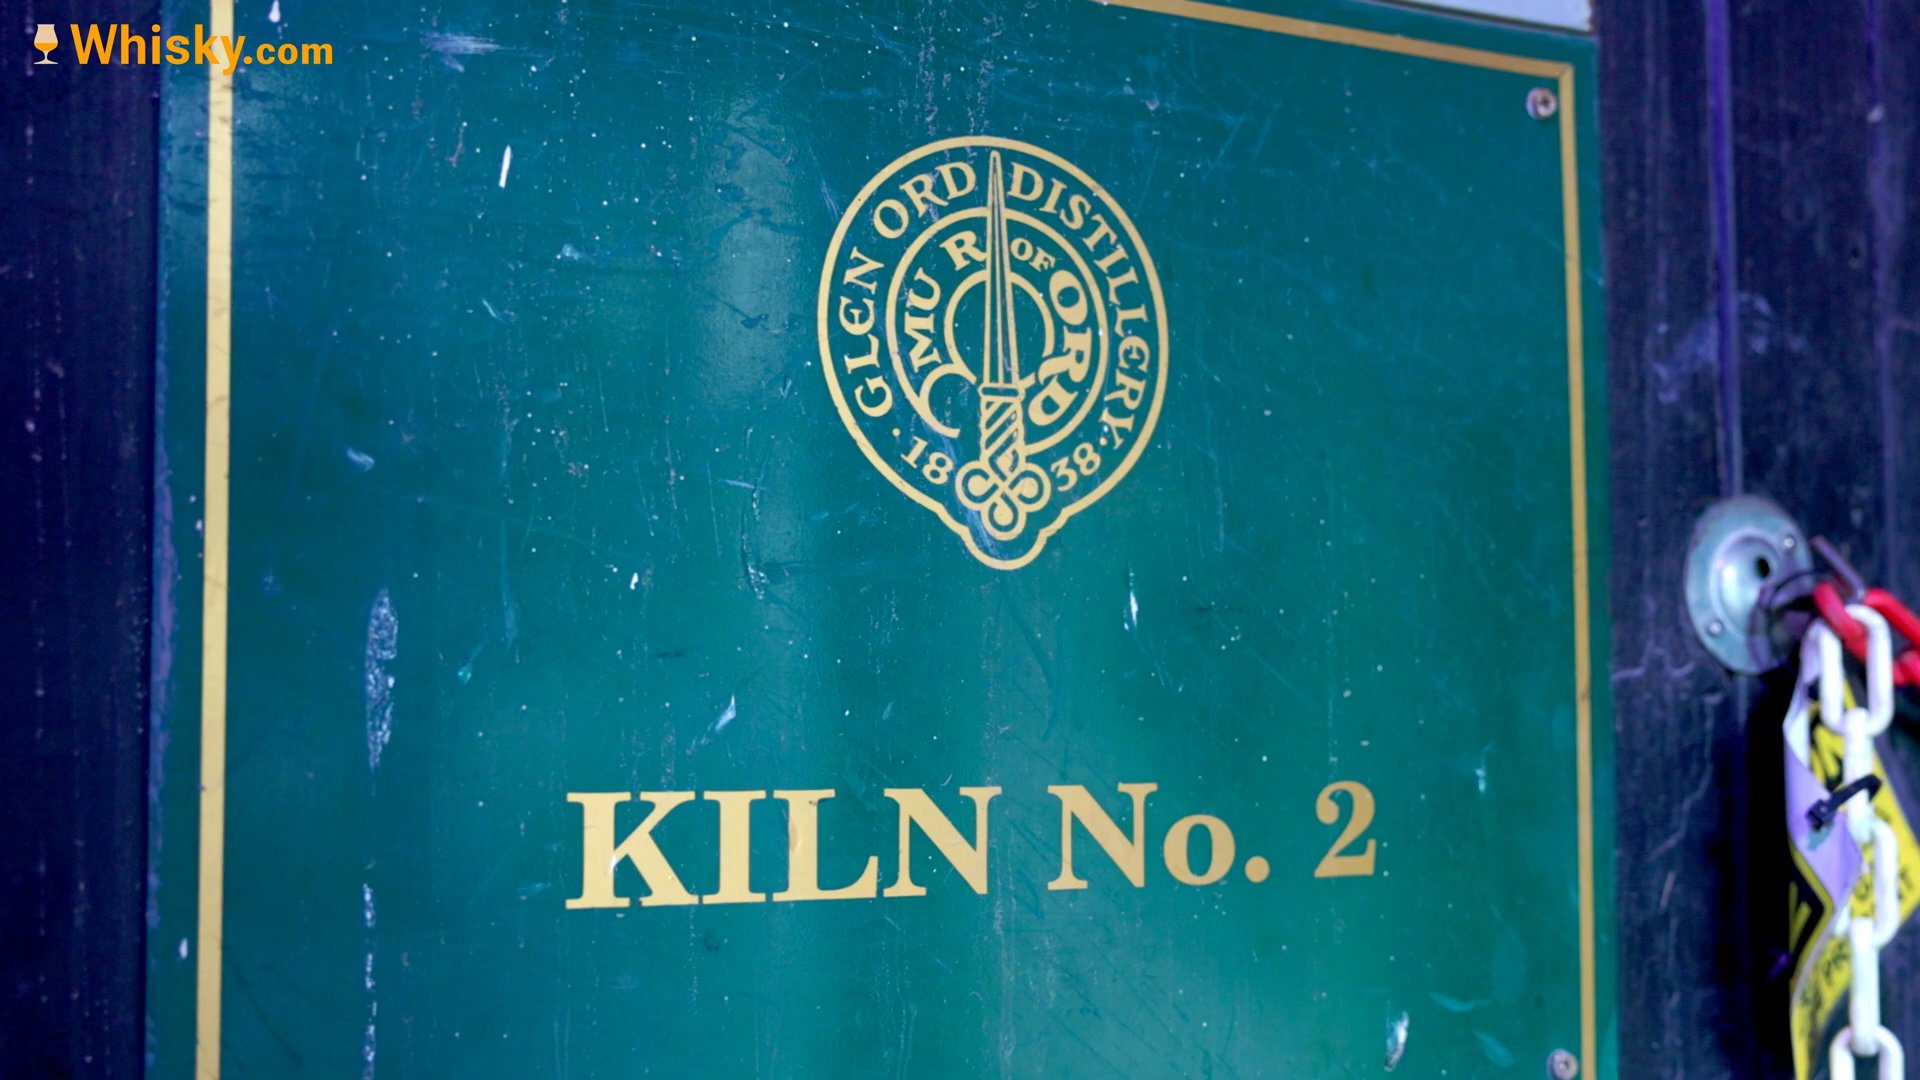 Whisky.com
GLEN ORD DISTILLERY
MUIR OF ORD
· 1838 ·
KILN No. 2